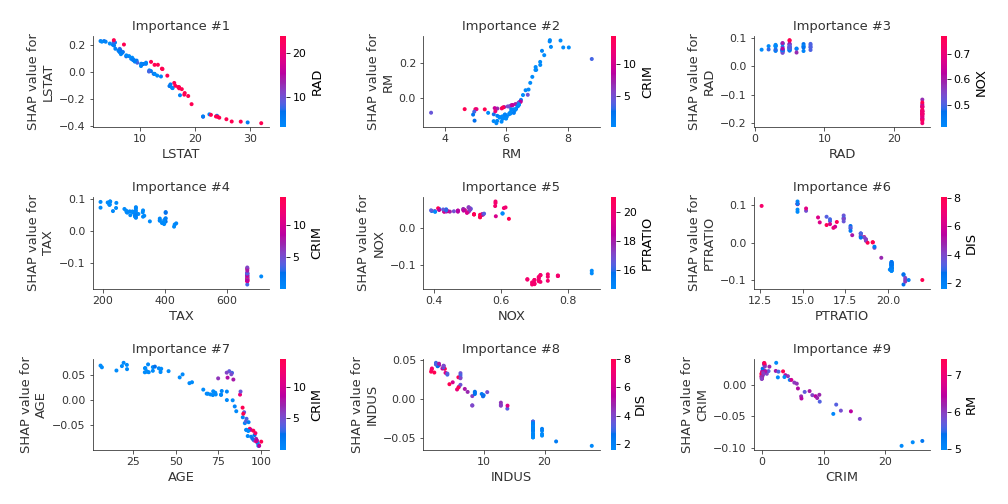 Importance #1
SHAP value for
LSTAT
0.2
0.0
−0.2
−0.4
10
20
30
LSTAT
20
10
RAD
Importance #2
SHAP value for
RM
0.2
0.0
4
6
8
RM
10
5
CRIM
Importance #3
SHAP value for
RAD
0.1
0.0
−0.1
−0.2
0
10
20
RAD
0.7
0.6
0.5
NOX
Importance #4
SHAP value for
TAX
0.1
0.0
−0.1
200
400
600
TAX
10
5
CRIM
Importance #5
SHAP value for
NOX
0.0
−0.1
0.4
0.6
0.8
NOX
20
18
16
PTRATIO
Importance #6
SHAP value for
PTRATIO
0.1
0.0
−0.1
12.5
15.0
17.5
20.0
PTRATIO
8
6
4
2
DIS
Importance #7
SHAP value for
AGE
0.05
0.00
−0.05
25
50
75
100
AGE
10
5
CRIM
Importance #8
SHAP value for
INDUS
0.05
0.00
−0.05
10
20
INDUS
8
6
4
2
DIS
Importance #9
SHAP value for
CRIM
0.00
−0.05
−0.10
0
10
20
CRIM
7
6
5
RM